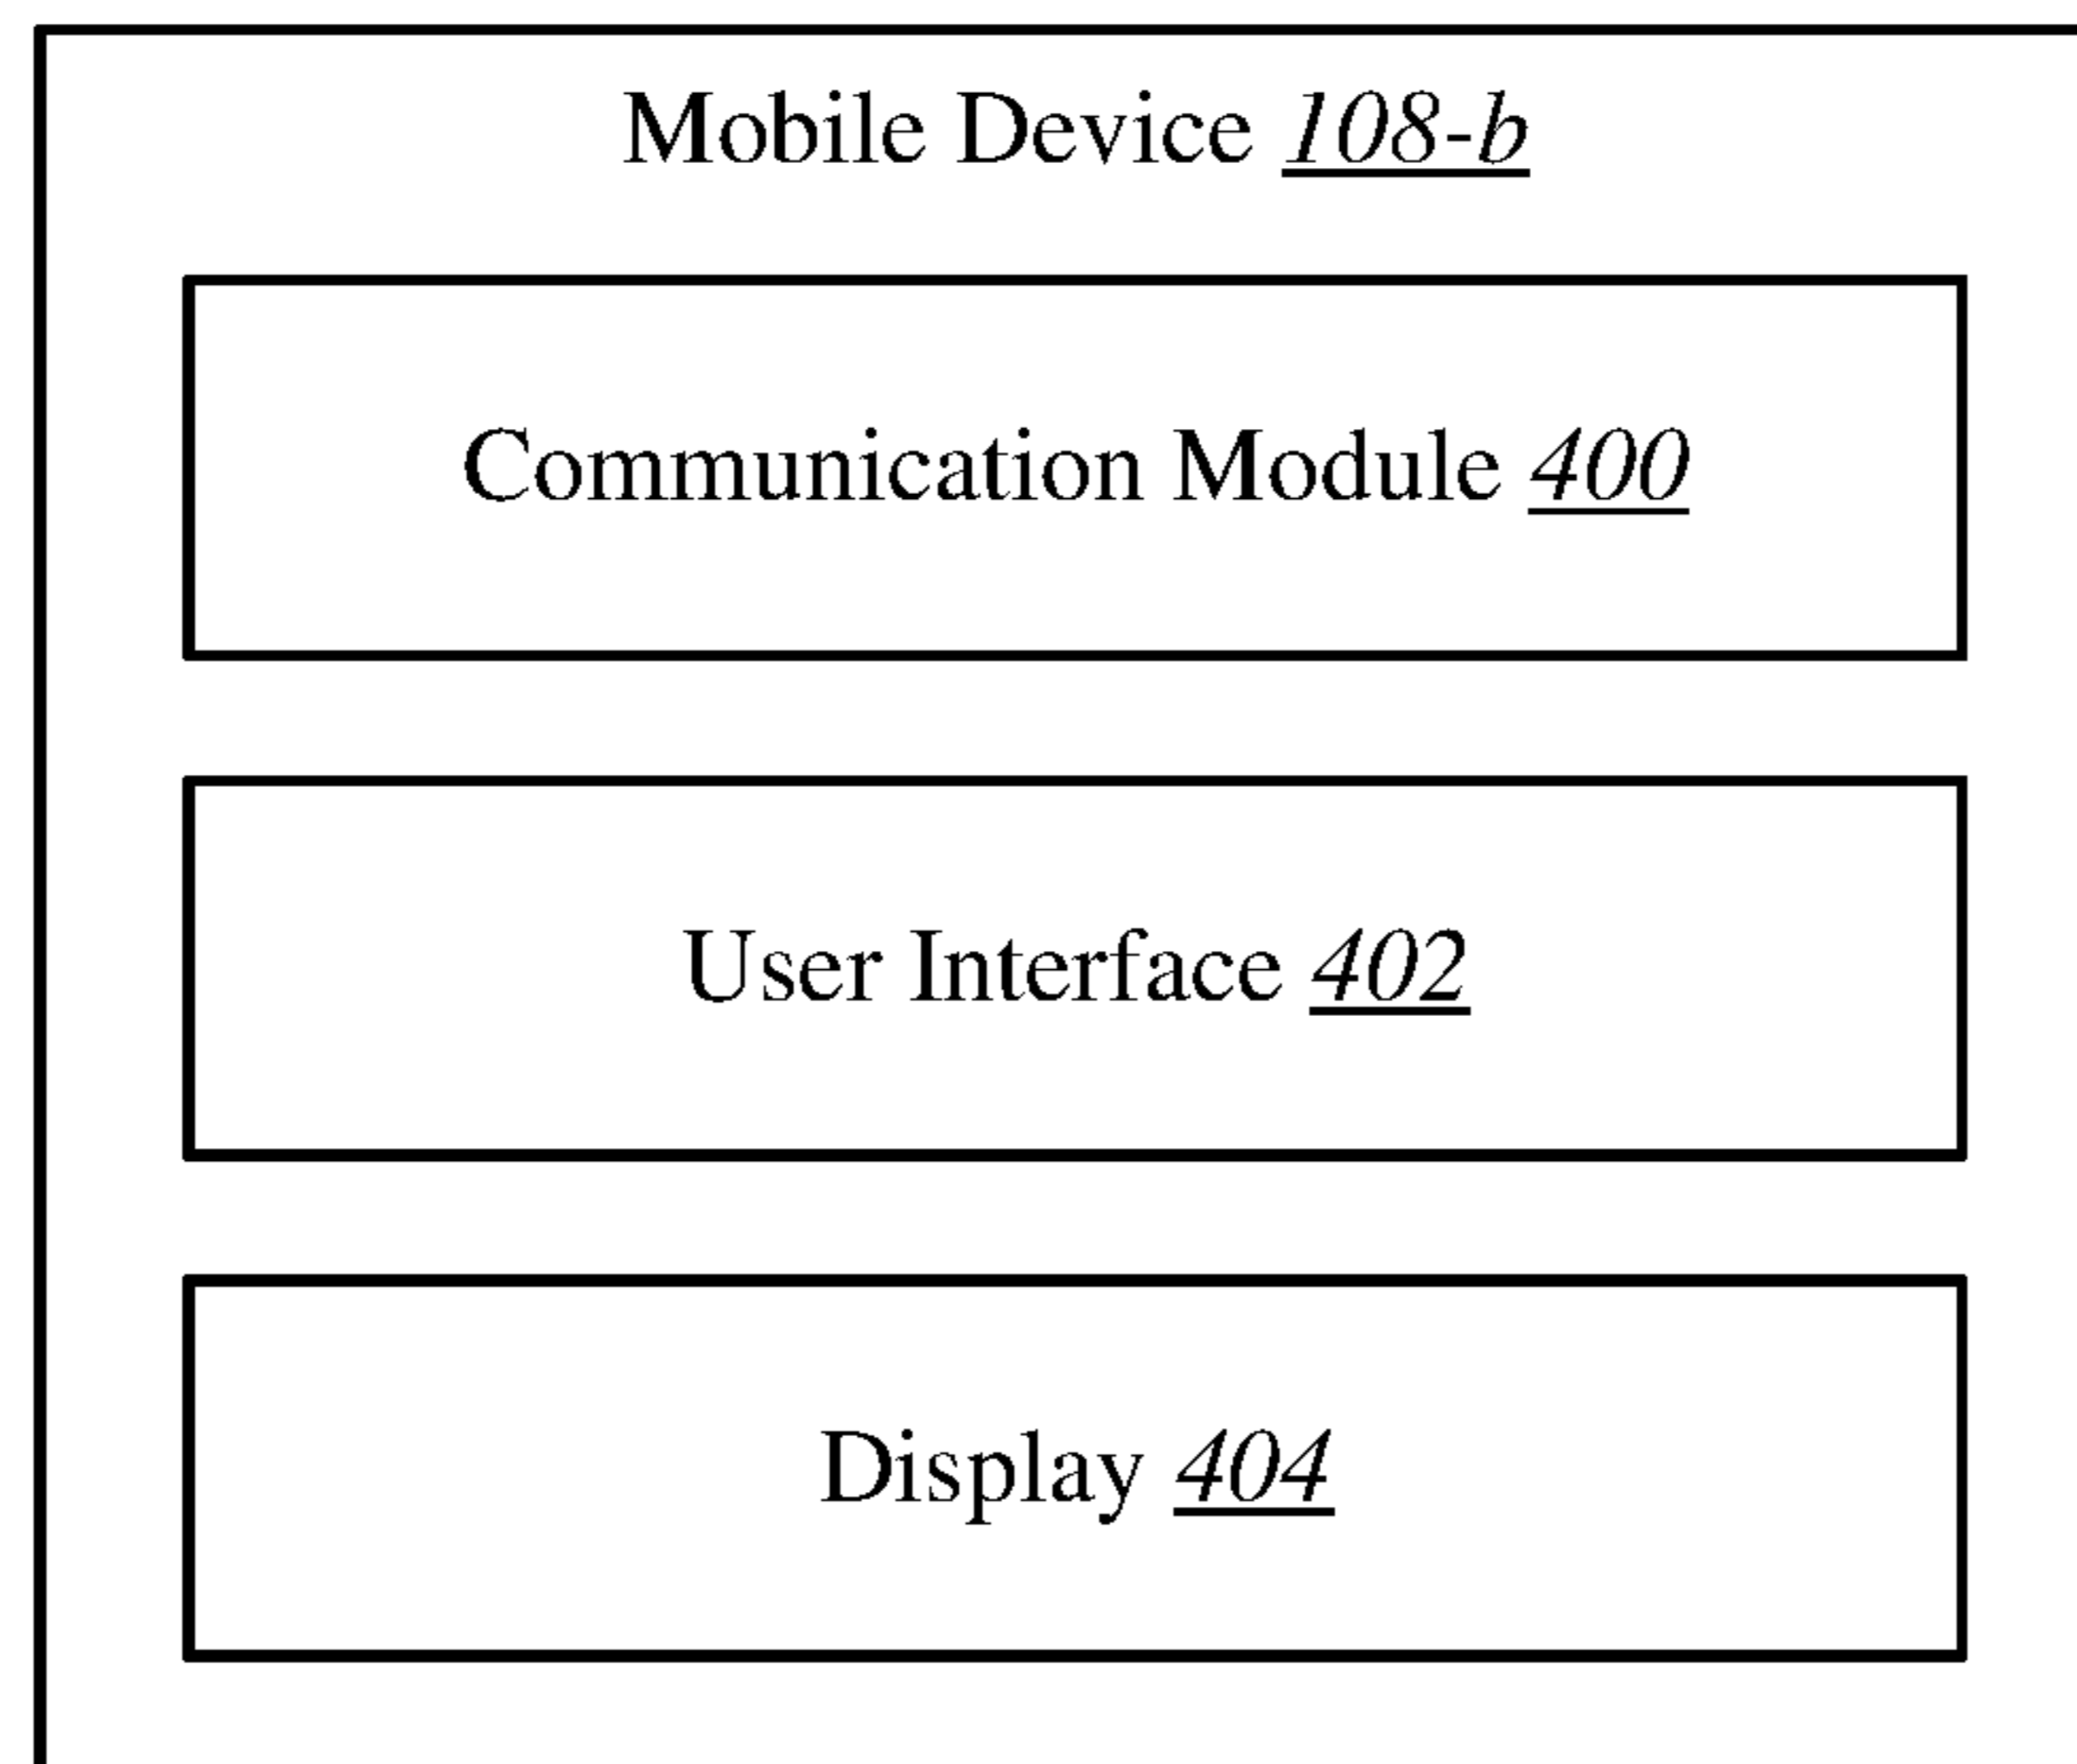 Mobile Device 108-b
Communication Module 400
User Interface 402
Display 404